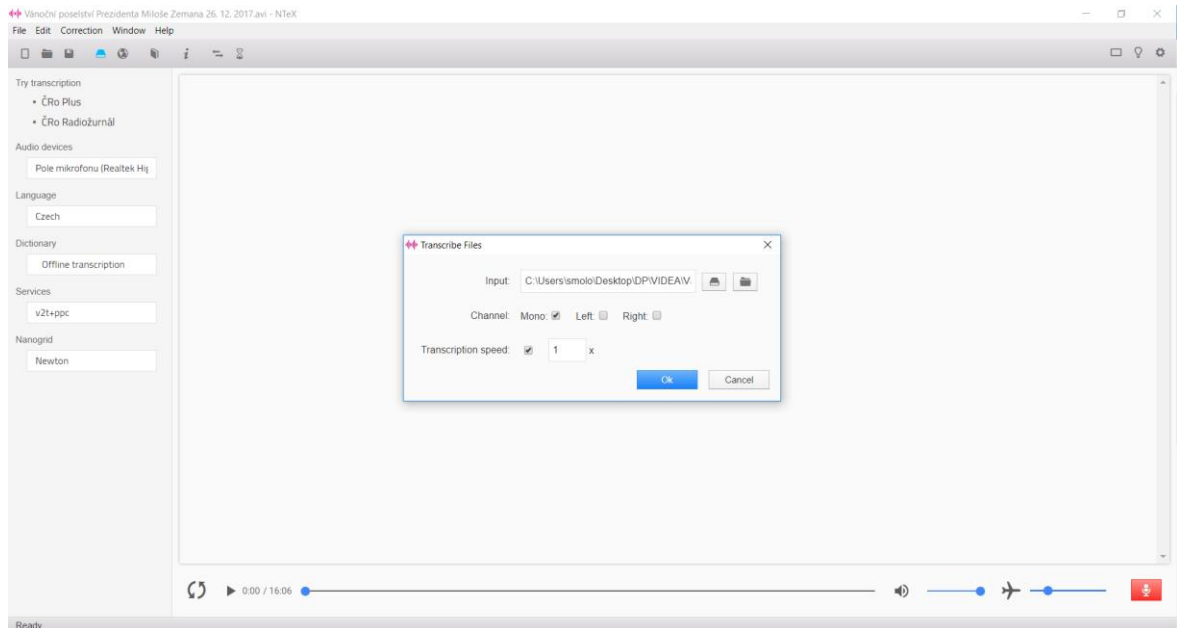 Vánoční poselství Prezidenta Miloše Zemana 26. 12. 2017.avi - NTeX
File Edit Correction Window Help
Try transcription
• ČRo Plus
• ČRo Radiožurnál
Audio devices
Pole mikrofonu (Realtek Hig
Language
Czech
Dictionary
Offline transcription
Services
v2t+ppc
Nanogrid
Newton
Transcribe Files
Input: C:\Users\smolo\Desktop\DP\VIDEA\V
Channel: Mono: Left: Right:
Transcription speed: 1 x
Ok Cancel
0:00 / 16:06
Ready